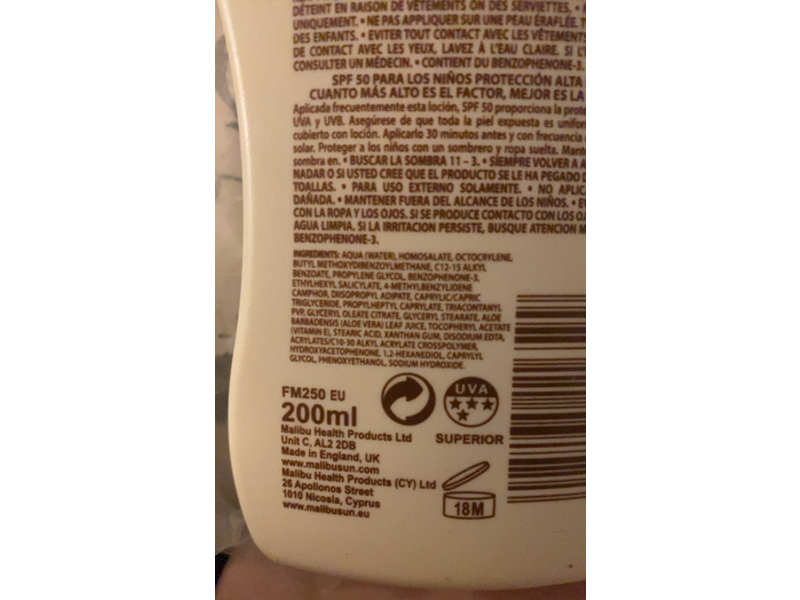 DÉTEINT EN RAISON DE VÊTEMENTS OU DES SERVIETTES. •
UNIQUEMENT. • NE PAS APPLIQUER SUR UNE PEAU ÉRAFLÉE.
DES ENFANTS. • EVITER TOUT CONTACT AVEC LES VÊTEMENTS
DE CONTACT AVEC LES YEUX, LAVEZ À L'EAU CLAIRE. SI
CONSULTER UN MÉDECIN. • CONTIENT DU BENZOPHENONE-3.
SPF 50 PARA LOS NIÑOS PROTECCIÓN ALTA
CUANTO MÁS ALTO ES EL FACTOR, MEJOR ES LA
Aplicada frecuentemente esta loción, SPF 50 proporciona la
UVA y UVB. Asegúrese de que toda la piel expuesta es
cubierto con loción. Aplicarlo 30 minutos antes y con frecuencia
solar. Proteger a los niños con un sombrero y ropa suelta.
sombra en. • BUSCAR LA SOMBRA 11 – 3. • SIEMPRE VOLVER A
NADAR O SI USTED CREE QUE EL PRODUCTO SE LE HA PEGADO
TOALLAS. • PARA USO EXTERNO SOLAMENTE. • NO
DAÑADA. • MANTENER FUERA DEL ALCANCE DE LOS NIÑOS. •
CON LA ROPA Y LOS OJOS. SI SE PRODUCE CONTACTO CON LOS
AGUA LIMPIA. SI LA IRRITACION PERSISTE, BUSQUE ATENCION
BENZOPHENONE-3.
INGREDIENTS: AQUA (WATER), HOMOSALATE, OCTOCRYLENE,
BUTYL METHOXYDIBENZOYLMETHANE, C12-15 ALKYL
BENZOATE, PROPYLENE GLYCOL, BENZOPHENONE-3,
ETHYLHEXYL SALICYLATE, 4-METHYLBENZYLIDENE
CAMPHOR, DIISOPROPYL ADIPATE, CAPRYLIC/CAPRIC
TRIGLYCERIDE, PROPYLHEPTYL CAPRYLATE, TRIACONTANYL
PVP, GLYCERYL OLEATE CITRATE, GLYCERYL STEARATE, ALOE
BARBADENSIS (ALOE VERA) LEAF JUICE, TOCOPHERYL ACETATE
(VITAMIN E), STEARIC ACID, XANTHAN GUM, DISODIUM EDTA,
ACRYLATES/C10-30 ALKYL ACRYLATE CROSSPOLYMER,
HYDROXYACETOPHENONE, 1,2-HEXANEDIOL, CAPRYLYL
GLYCOL, PHENOXYETHANOL, SODIUM HYDROXIDE.
FM250 EU
200ml
Malibu Health Products Ltd
Unit C, AL2 2DB
Made in England, UK
www.malibusun.com
Malibu Health Products (CY) Ltd
26 Apollonos Street
1010 Nicosia, Cyprus
www.malibusun.eu
UVA
SUPERIOR
18M